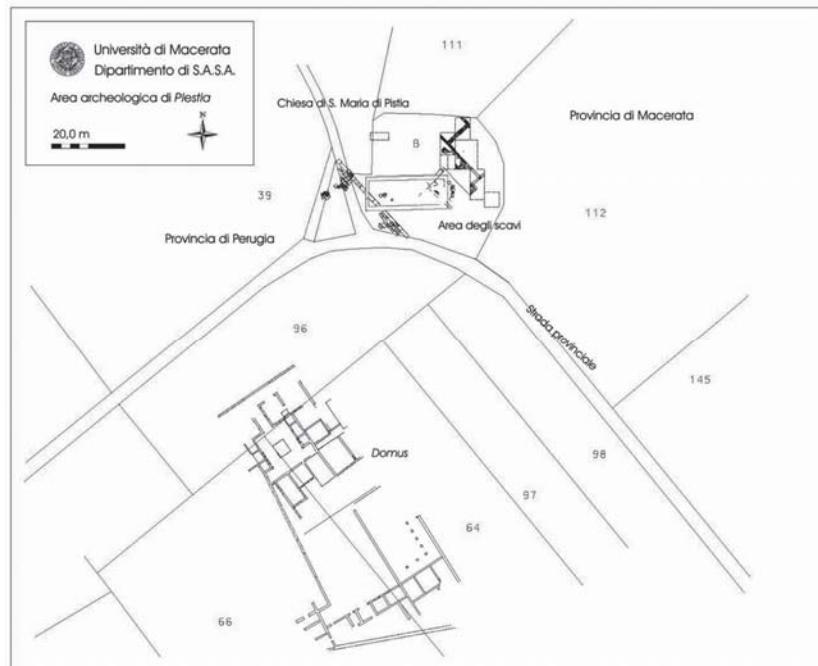 Università di Macerata
Dipartimento di S.A.S.A.
Area archeologica di Plestia
20,0 m
N
111
Chiesa di S. Maria di Pistia
Provincia di Macerata
B
39
112
Area degli scavi
Provincia di Perugia
Strada provinciale
96
145
Domus
98
97
64
66